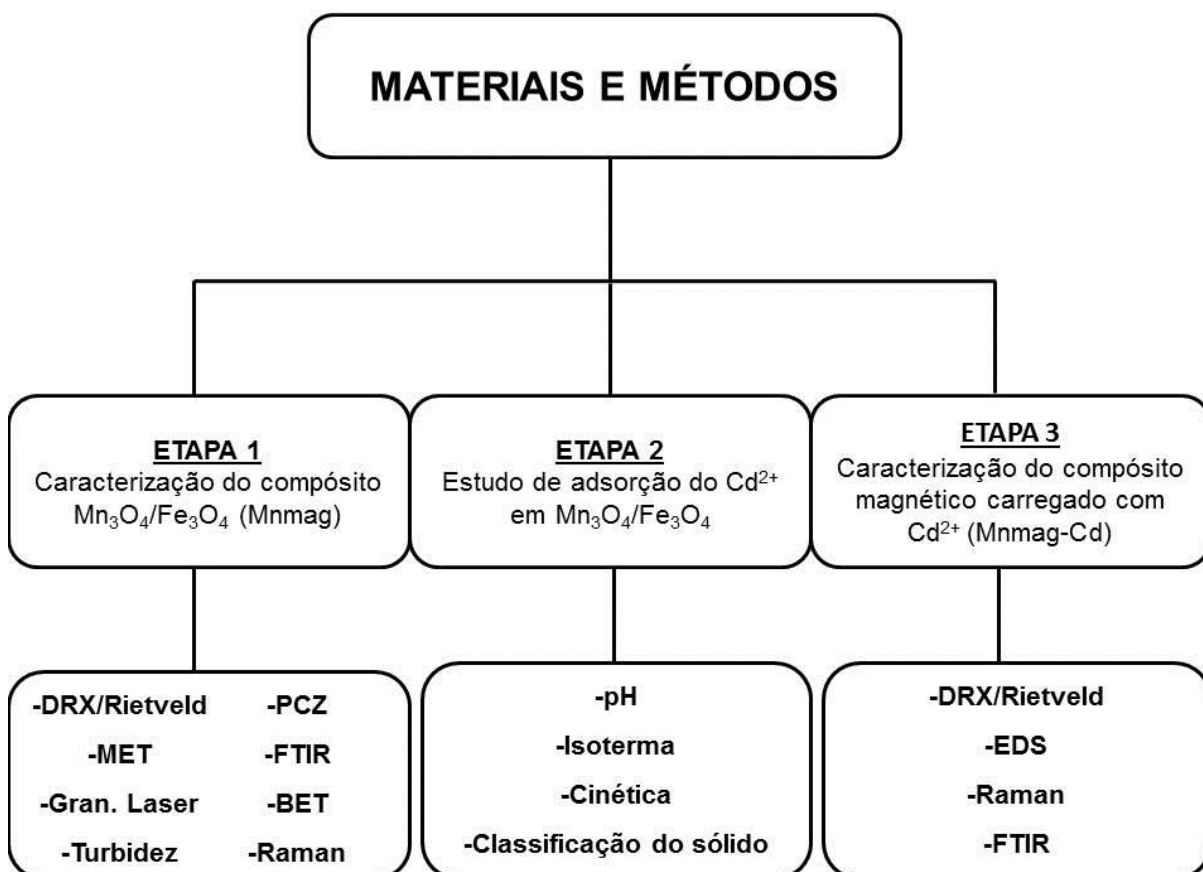 MATERIAIS E MÉTODOS
ETAPA 1
Caracterização do compósito
Mn₃O₄/Fe₃O₄ (Mnmag)
ETAPA 2
Estudo de adsorção do Cd²⁺
em Mn₃O₄/Fe₃O₄
ETAPA 3
Caracterização do compósito
magnético carregado com
Cd²⁺ (Mnmag-Cd)
-DRX/Rietveld
-MET
-Gran. Laser
-Turbidez
-PCZ
-FTIR
-BET
-Raman
-pH
-Isoterma
-Cinética
-Classificação do sólido
-DRX/Rietveld
-EDS
-Raman
-FTIR